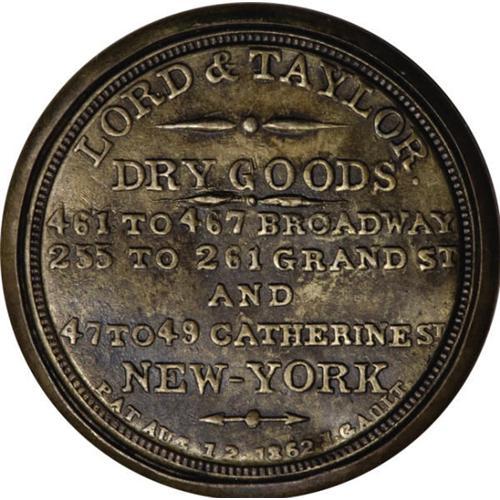 LORD & TAYLOR
DRY GOODS
461 TO 467 BROADWAY
255 TO 261 GRAND ST
AND
47 TO 49 CATHERINE ST
NEW-YORK
PAT. AUG. 12. 1862 J. GAULT